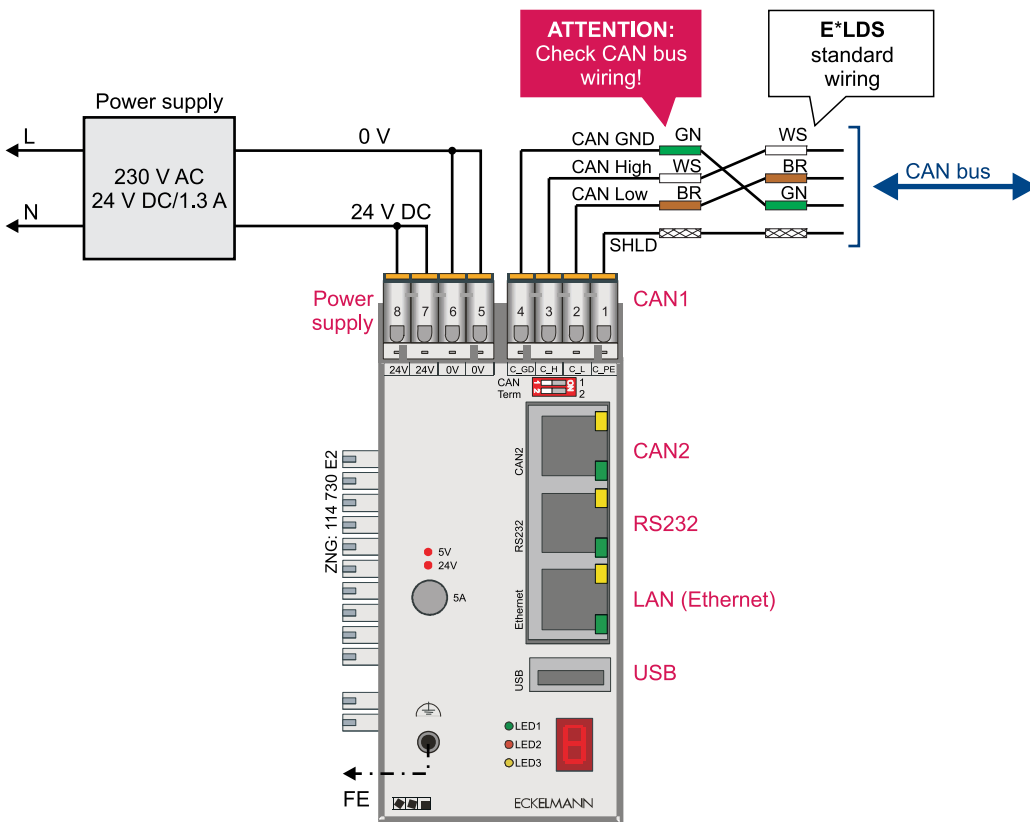 ATTENTION:
Check CAN bus
wiring!
E*LDS
standard
wiring
Power supply
L
N
230 V AC
24 V DC/1.3 A
0 V
24 V DC
CAN GND
GN
WS
CAN High
WS
BR
CAN Low
BR
GN
SHLD
CAN bus
Power
supply
8
7
6
5
4
3
2
1
CAN1
24V
24V
0V
0V
C_GD
C_H
C_L
C_PE
CAN
Term
1
2
ON
1
2
CAN2
CAN2
RS232
RS232
Ethernet
LAN (Ethernet)
USB
USB
ZNG: 114 730 E2
5V
24V
5A
LED1
LED2
LED3
8
FE
ECKELMANN